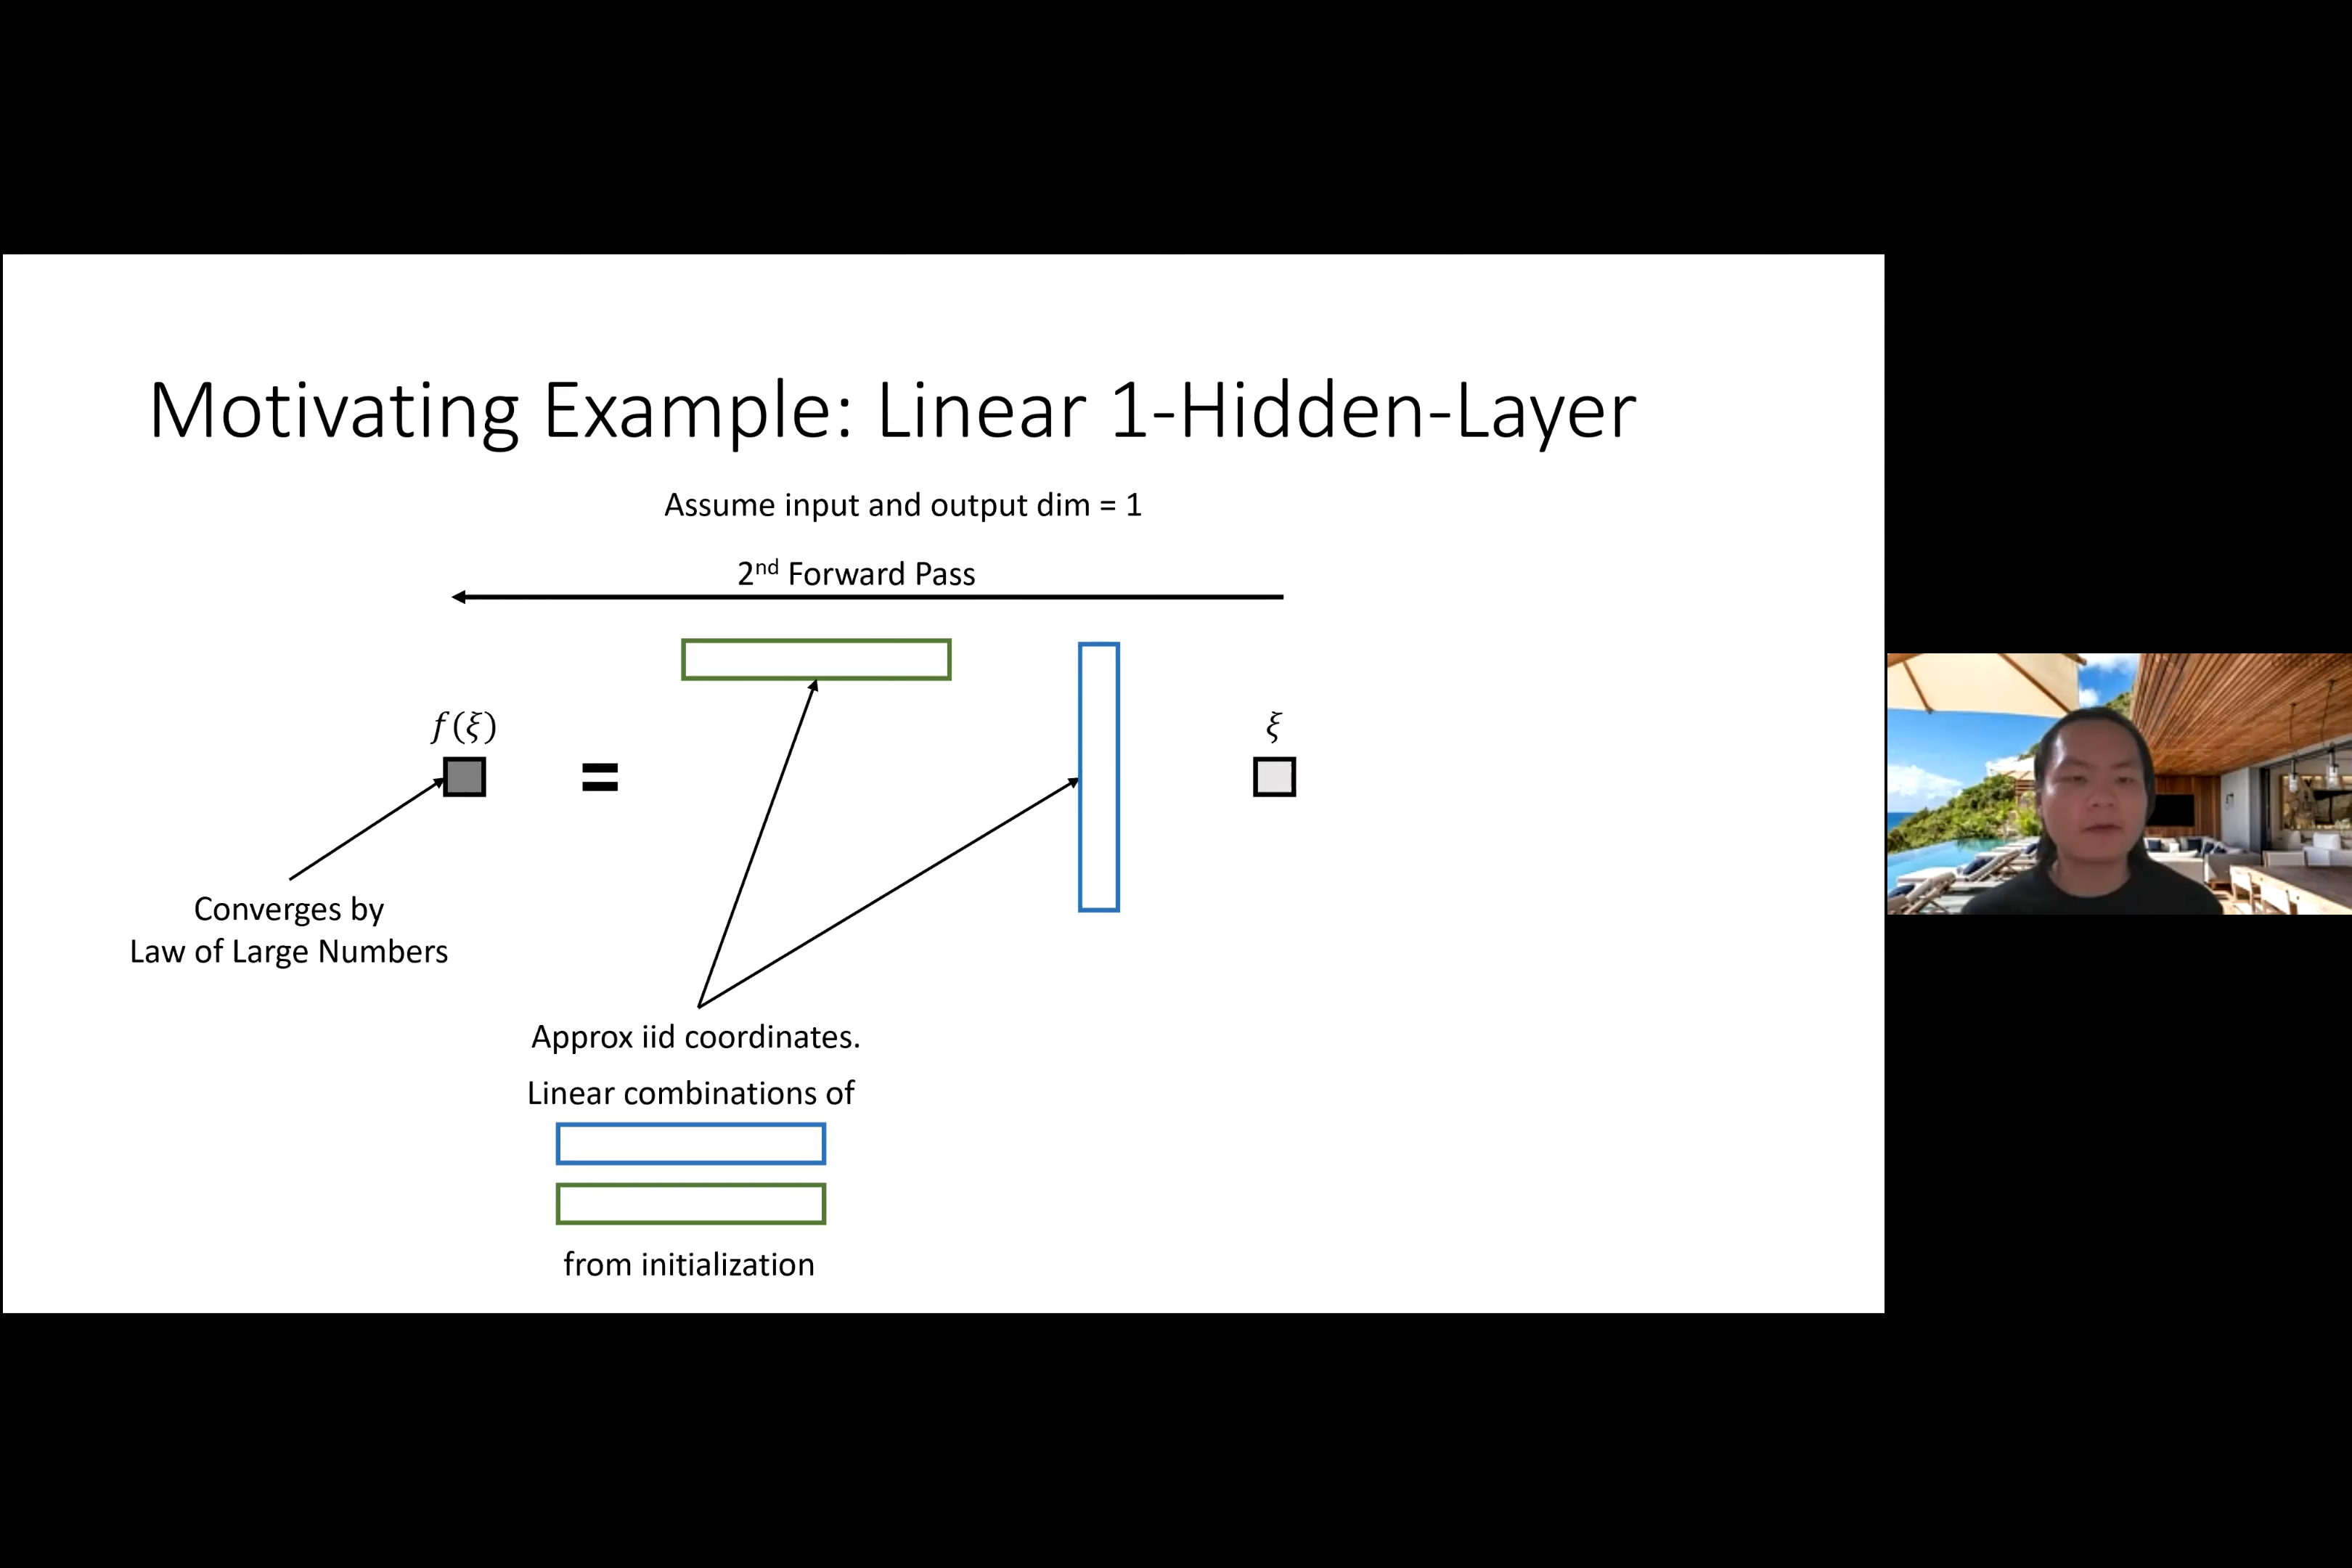 Motivating Example: Linear 1-Hidden-Layer
Assume input and output dim = 1
2nd Forward Pass
f(ξ)
=
ξ
Converges by
Law of Large Numbers
Approx iid coordinates.
Linear combinations of
from initialization